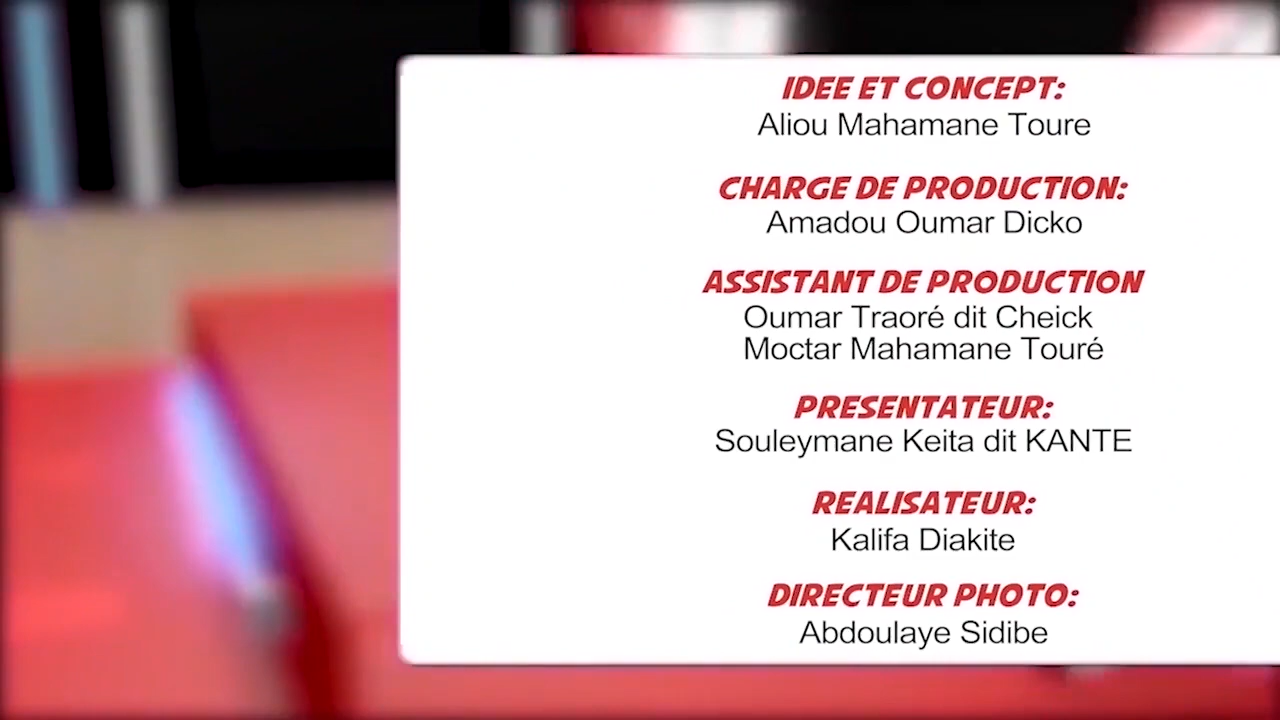 IDEE ET CONCEPT:
Aliou Mahamane Toure
CHARGE DE PRODUCTION:
Amadou Oumar Dicko
ASSISTANT DE PRODUCTION
Oumar Traoré dit Cheick
Moctar Mahamane Touré
PRESENTATEUR:
Souleymane Keita dit KANTE
REALISATEUR:
Kalifa Diakite
DIRECTEUR PHOTO:
Abdoulaye Sidibe